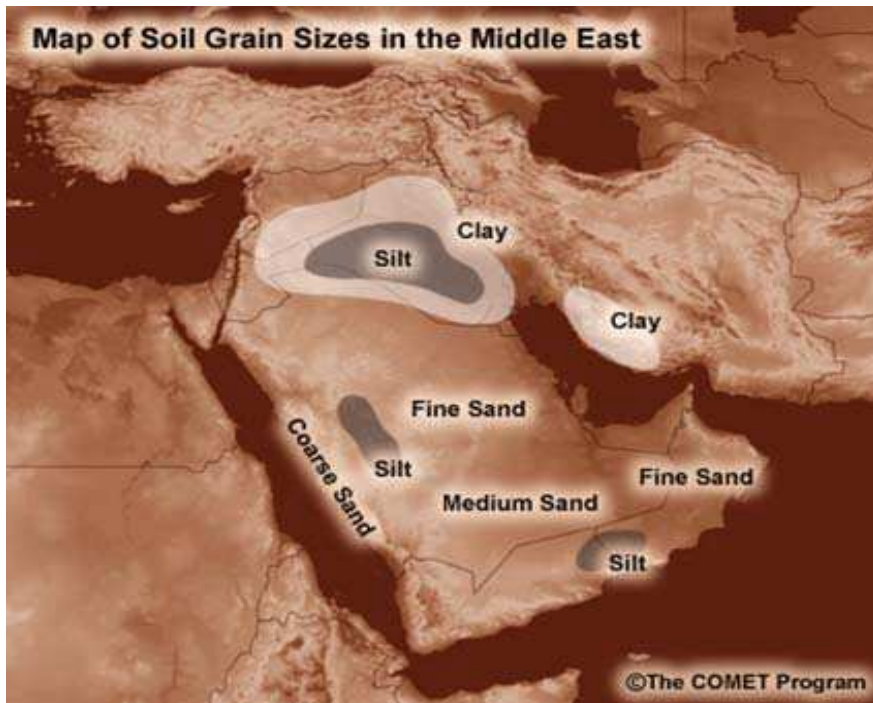 Map of Soil Grain Sizes in the Middle East
Clay
Silt
Clay
Fine Sand
Coarse Sand
Silt
Fine Sand
Medium Sand
Silt
©The COMET Program